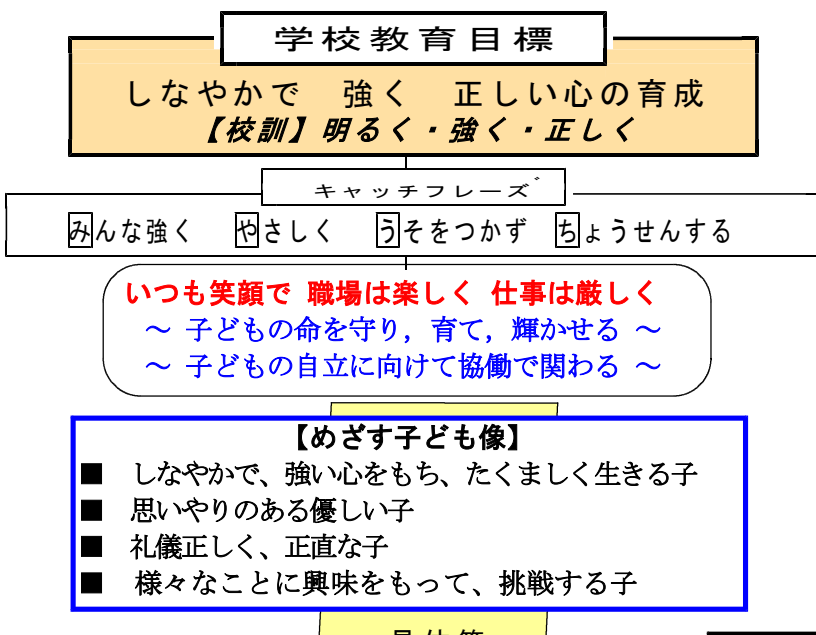 学校教育目標
しなやかで　強く　正しい心の育成
【校訓】明るく・強く・正しく
キャッチフレーズ
みんな強く　やさしく　うそをつかず　ちょうせんする
いつも笑顔で 職場は楽しく 仕事は厳しく
～ 子どもの命を守り，育て，輝かせる ～
～ 子どもの自立に向けて協働で関わる ～
【めざす子ども像】
■　しなやかで、強い心をもち、たくましく生きる子
■　思いやりのある優しい子
■　礼儀正しく、正直な子
■　様々なことに興味をもって、挑戦する子